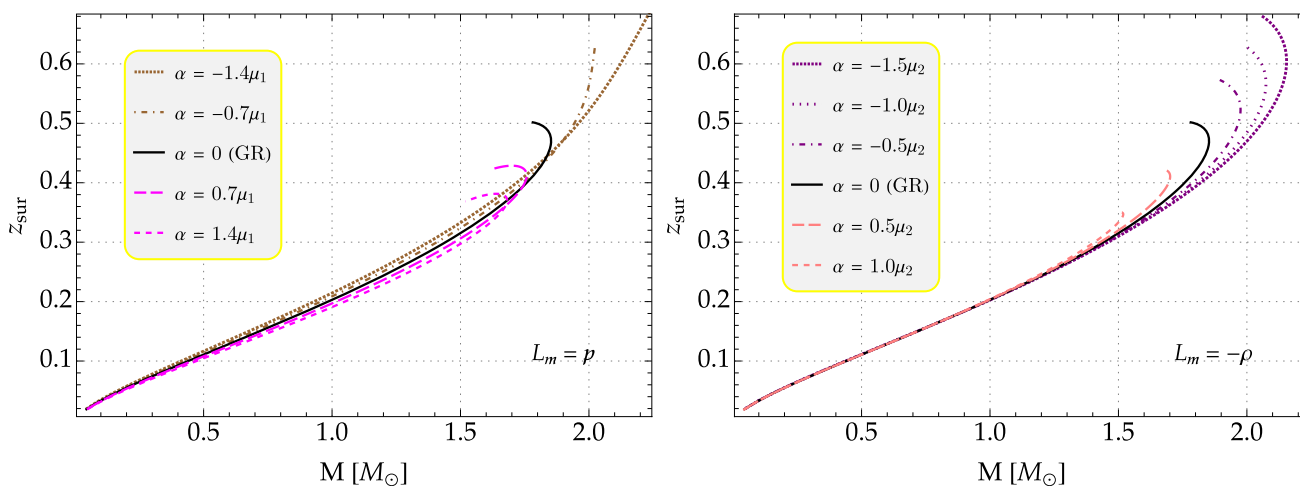 0.6
0.5
0.4
0.3
0.2
0.1
z_sur
α = −1.4μ₁
α = −0.7μ₁
α = 0 (GR)
α = 0.7μ₁
α = 1.4μ₁
L_m = p
0.5 1.0 1.5 2.0
M [M_⊙]
0.6
0.5
0.4
0.3
0.2
0.1
z_sur
α = −1.5μ₂
α = −1.0μ₂
α = −0.5μ₂
α = 0 (GR)
α = 0.5μ₂
α = 1.0μ₂
L_m = −ρ
0.5 1.0 1.5 2.0
M [M_⊙]